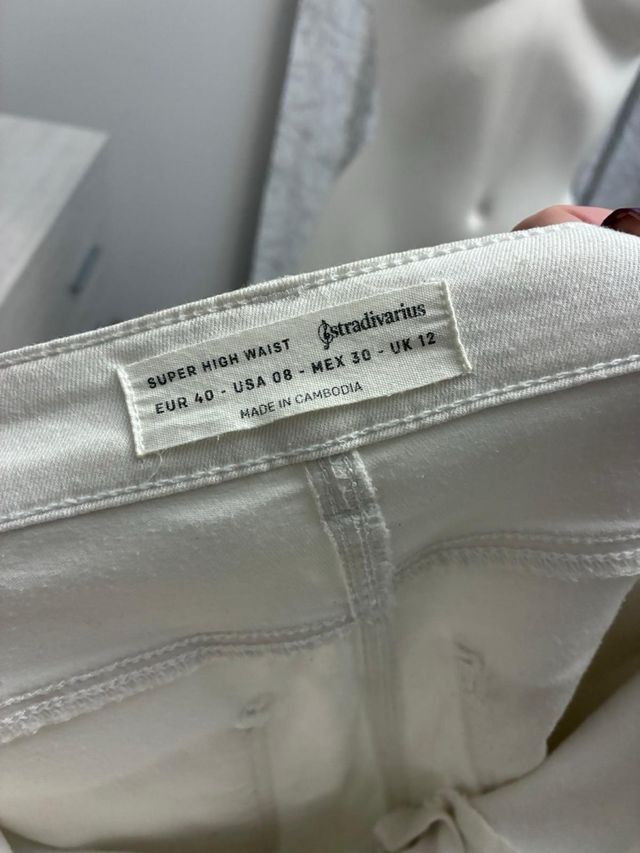 SUPER HIGH WAIST stradivarius
EUR 40 - USA 08 - MEX 30 - UK 12
MADE IN CAMBODIA